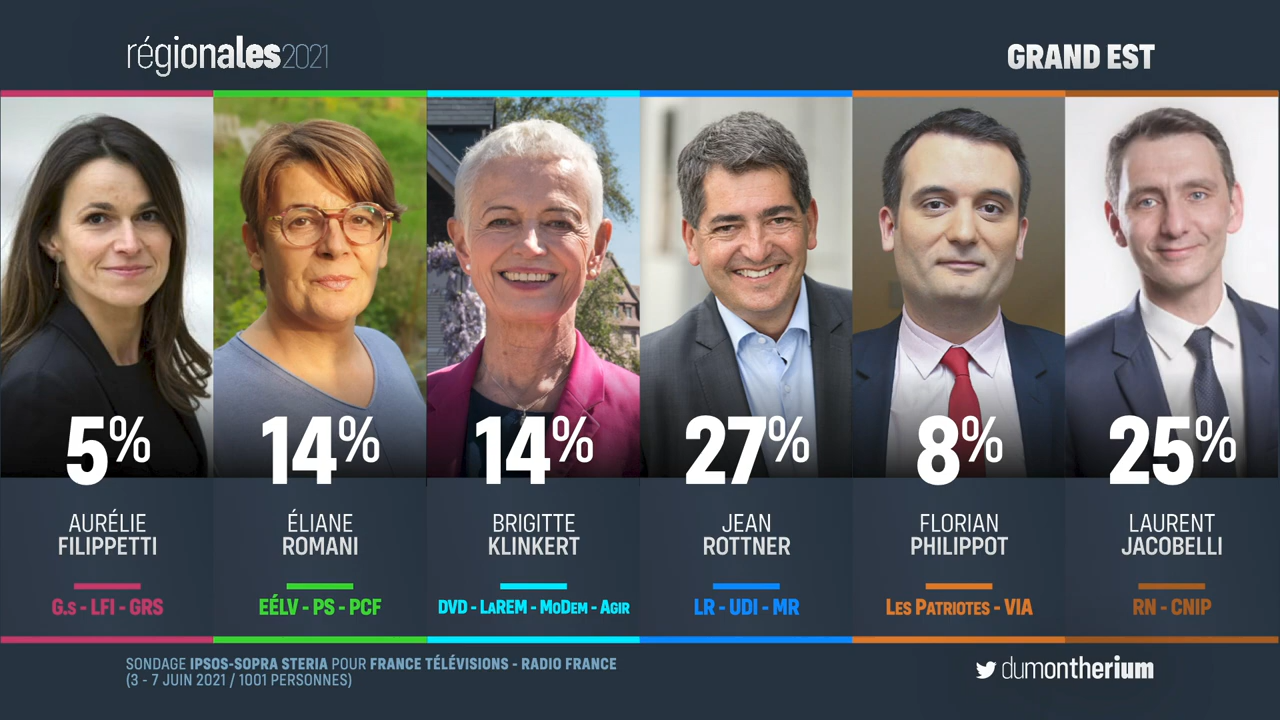 régionales2021
GRAND EST
5%
14%
14%
27%
8%
25%
AURÉLIE
FILIPPETTI
ÉLIANE
ROMANI
BRIGITTE
KLINKERT
JEAN
ROTTNER
FLORIAN
PHILIPPOT
LAURENT
JACOBELLI
G.s - LFI - GRS
EÉLV - PS - PCF
DVD - LaREM - MoDem - Agir
LR - UDI - MR
Les Patriotes - VIA
RN - CNIP
SONDAGE IPSOS-SOPRA STERIA POUR FRANCE TÉLÉVISIONS - RADIO FRANCE
(3 - 7 JUIN 2021 / 1001 PERSONNES)
dumontherium